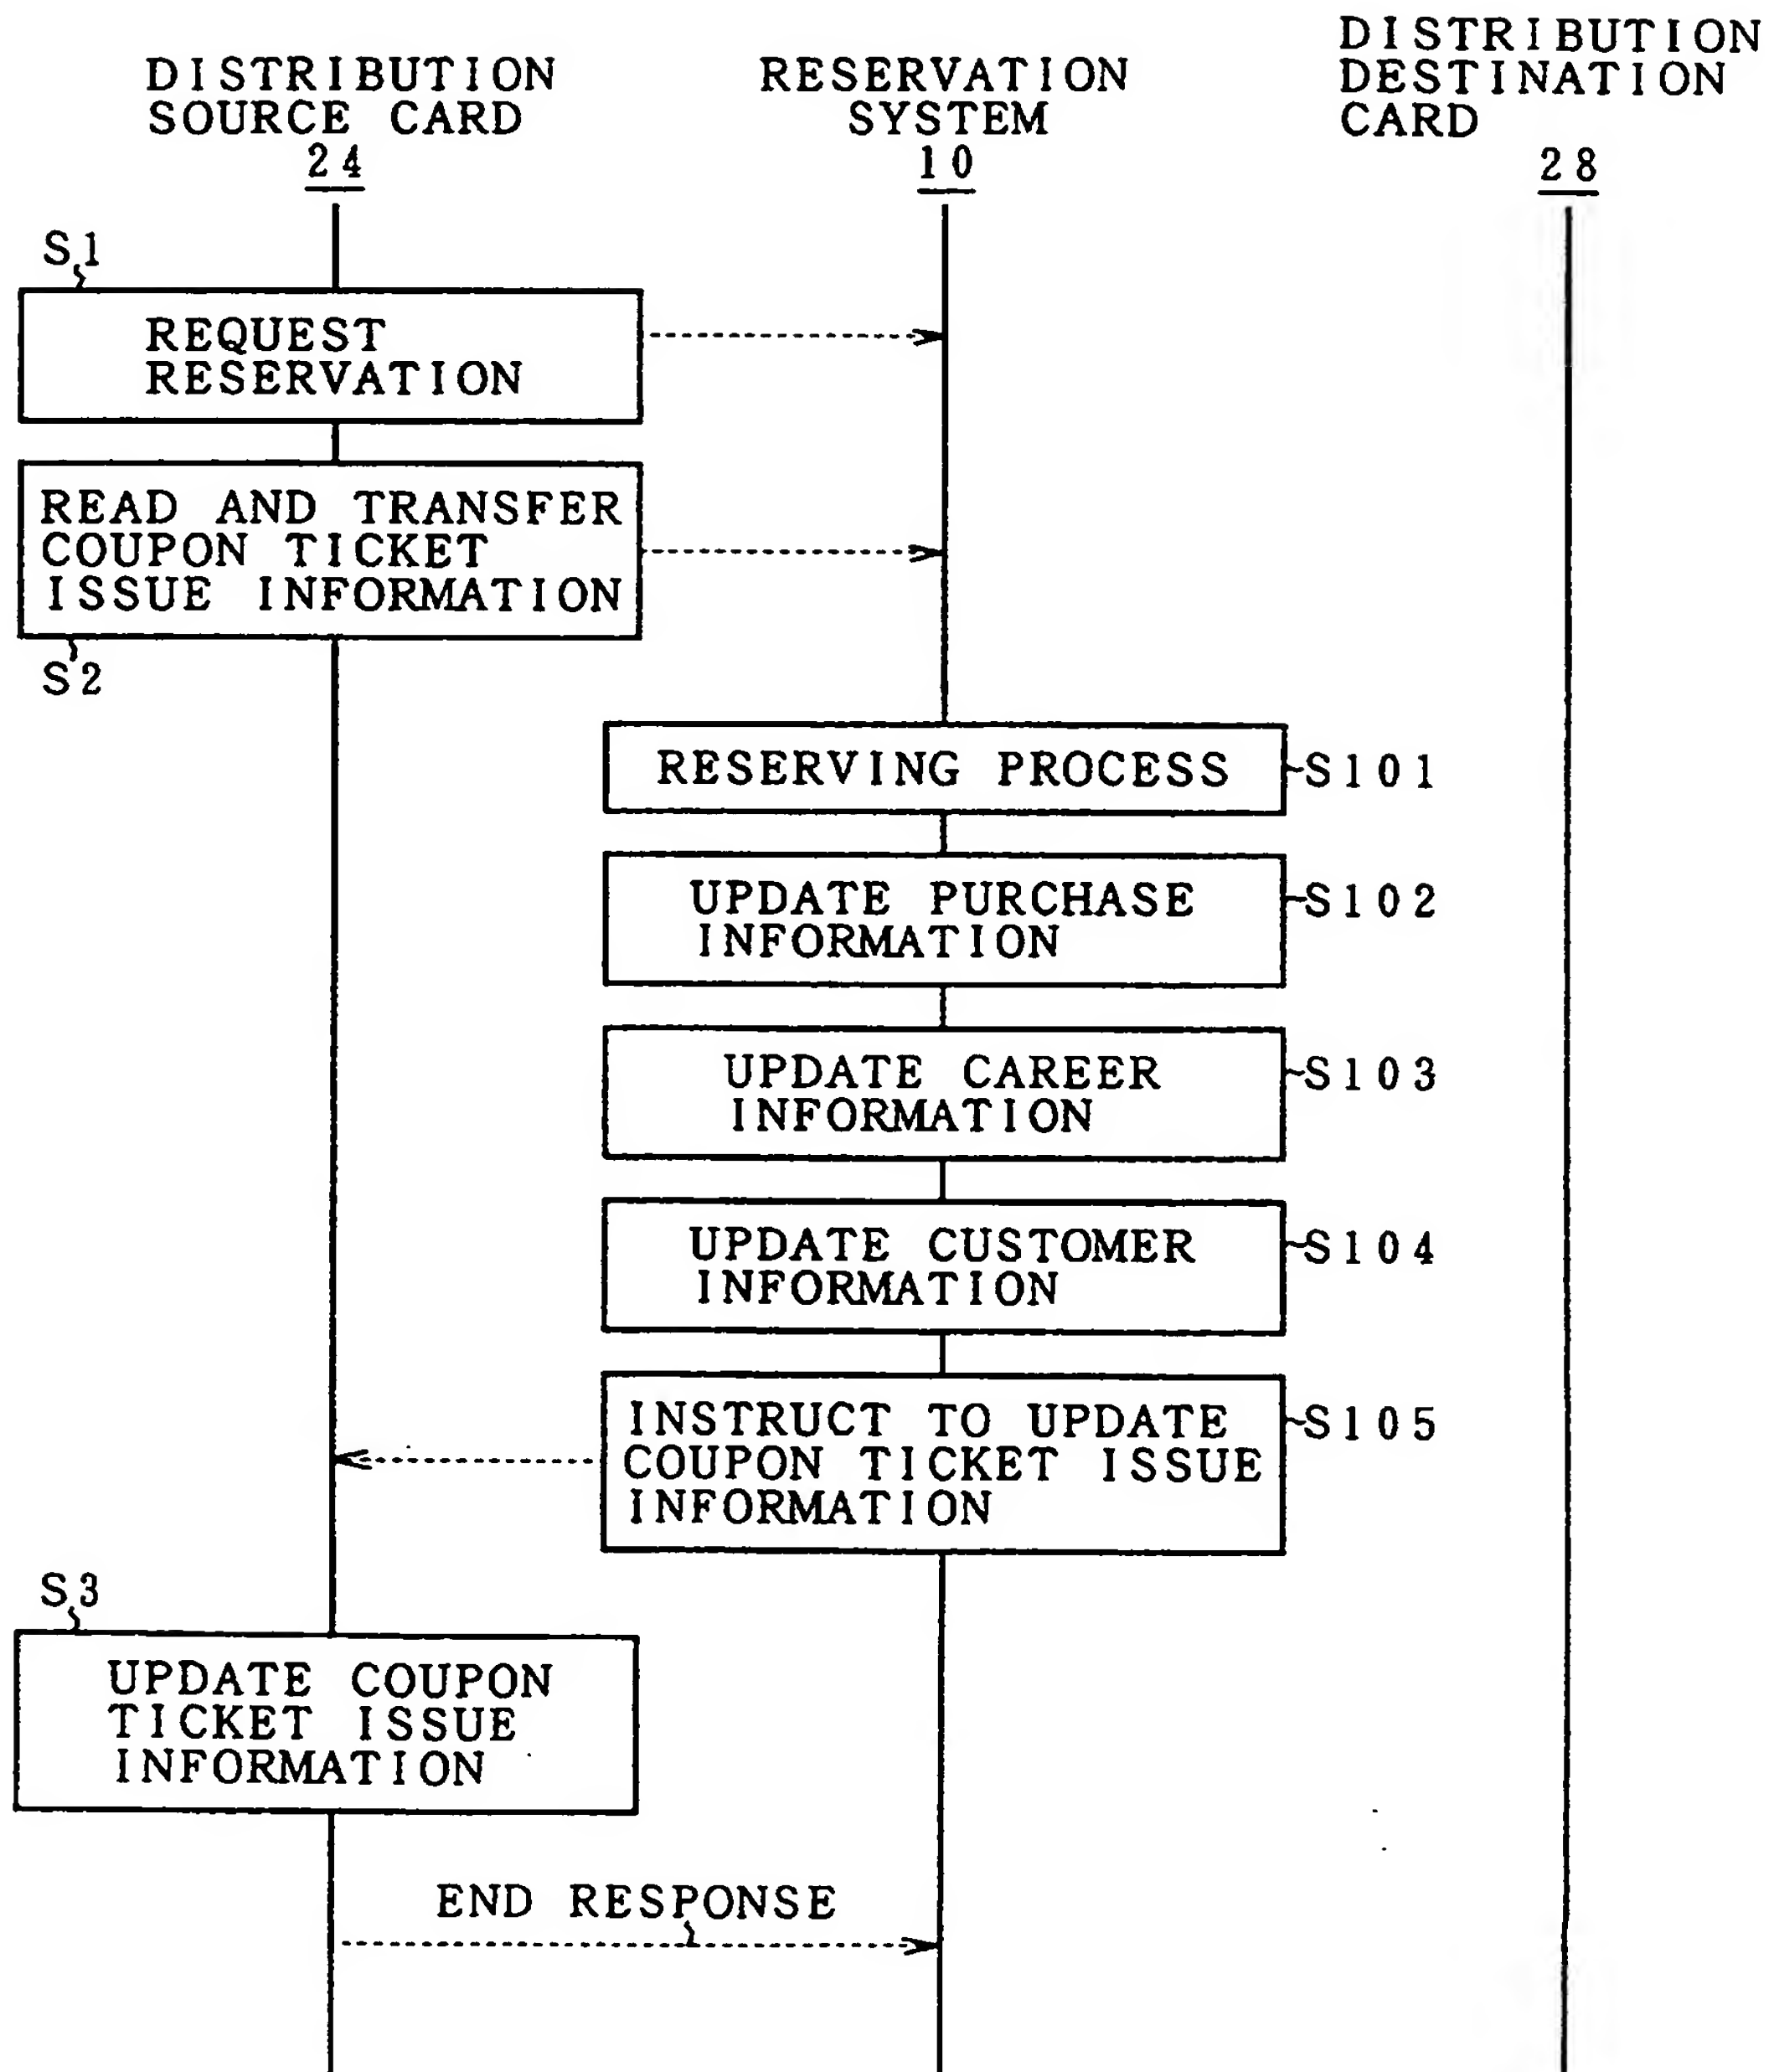 DISTRIBUTION
SOURCE CARD
24
RESERVATION
SYSTEM
10
DISTRIBUTION
DESTINATION
CARD
28
S1
REQUEST
RESERVATION
READ AND TRANSFER
COUPON TICKET
ISSUE INFORMATION
S2
RESERVING PROCESS
S101
UPDATE PURCHASE
INFORMATION
S102
UPDATE CAREER
INFORMATION
S103
UPDATE CUSTOMER
INFORMATION
S104
INSTRUCT TO UPDATE
COUPON TICKET ISSUE
INFORMATION
S105
S3
UPDATE COUPON
TICKET ISSUE
INFORMATION
END RESPONSE